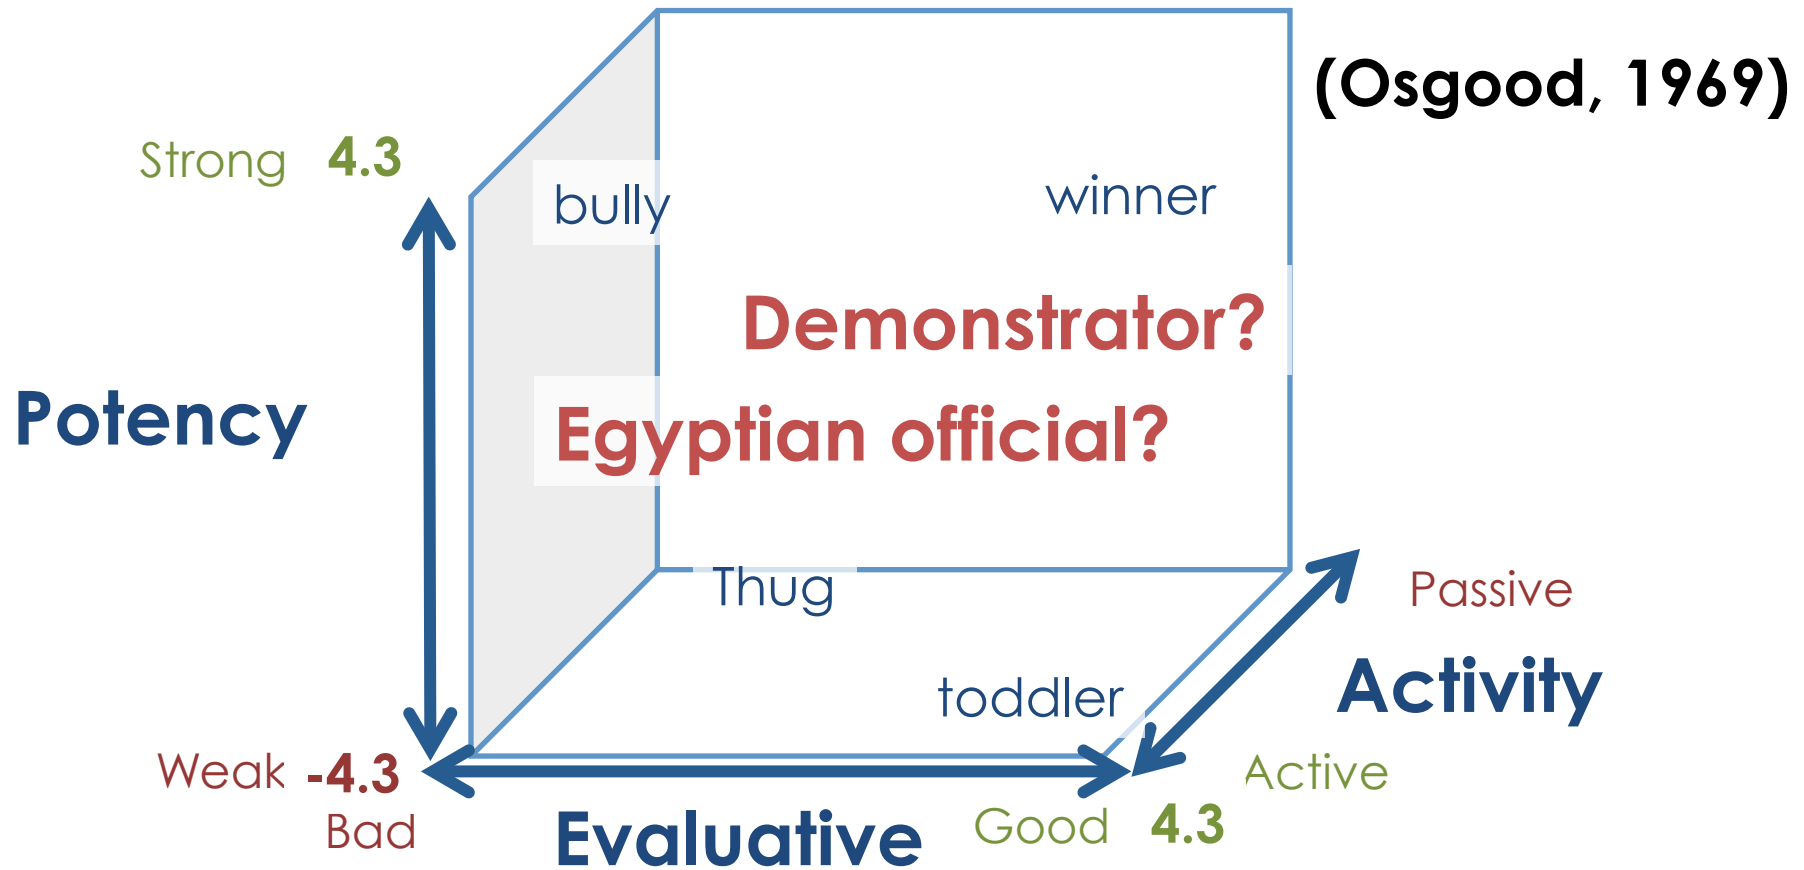 (Osgood, 1969)
Strong 4.3
bully
winner
Demonstrator?
Potency
Egyptian official?
Thug
Passive
Activity
toddler
Weak -4.3
Active
Bad
Evaluative
Good 4.3